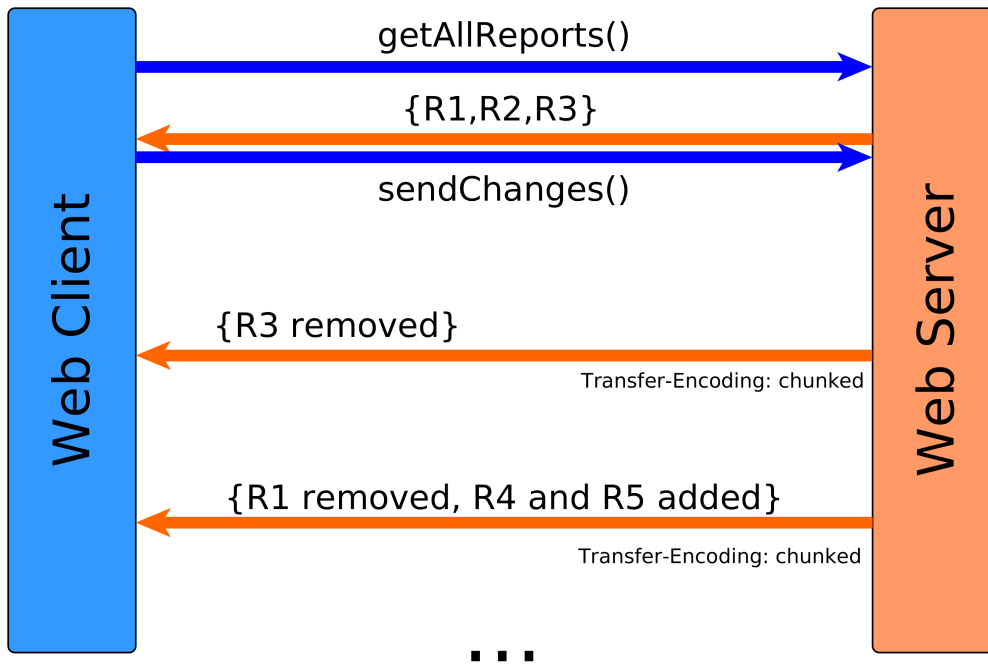 getAllReports()
{R1,R2,R3}
sendChanges()
Web Client
Web Server
{R3 removed}
Transfer-Encoding: chunked
{R1 removed, R4 and R5 added}
Transfer-Encoding: chunked
...